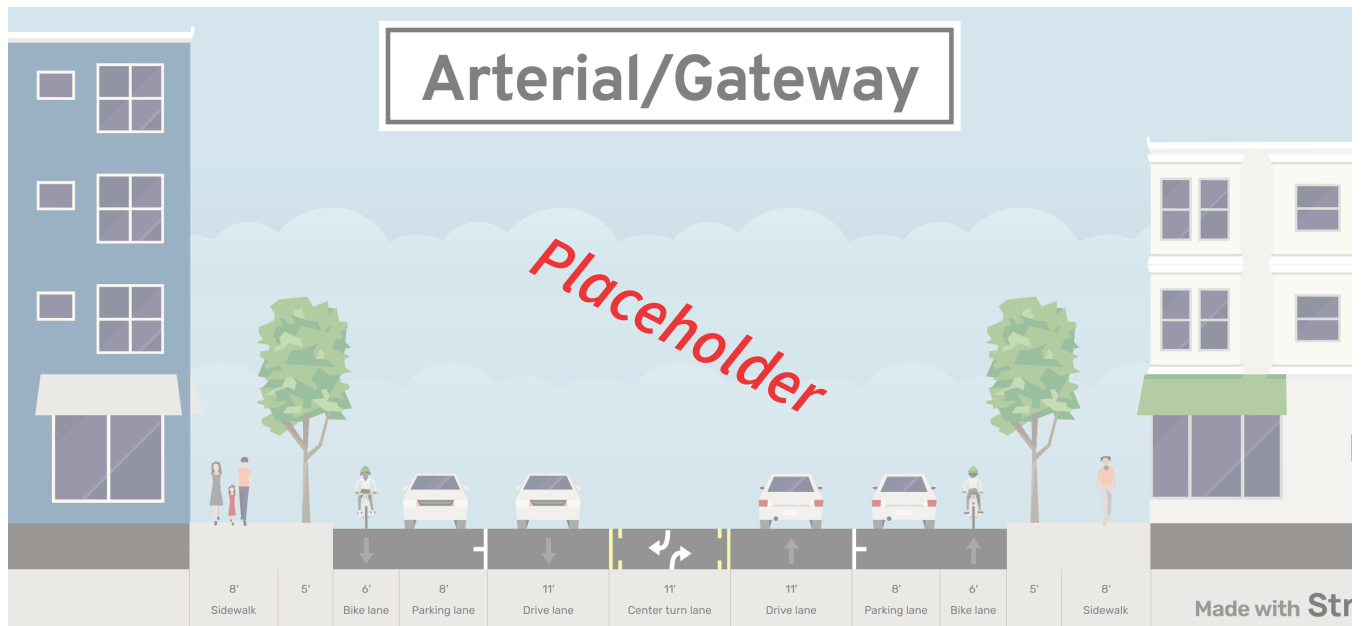 Arterial/Gateway
Placeholder
8' 5' 6' 8' 11' 11' 11' 8' 6' 5' 8'
Sidewalk Bike lane Parking lane Drive lane Center turn lane Drive lane Parking lane Bike lane Sidewalk
Made with Str